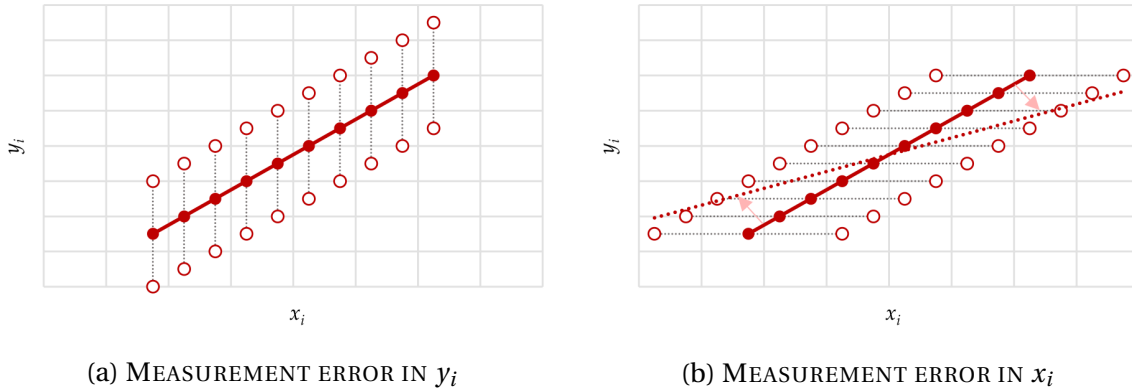 y_i
x_i
(a) MEASUREMENT ERROR IN y_i
y_i
x_i
(b) MEASUREMENT ERROR IN x_i